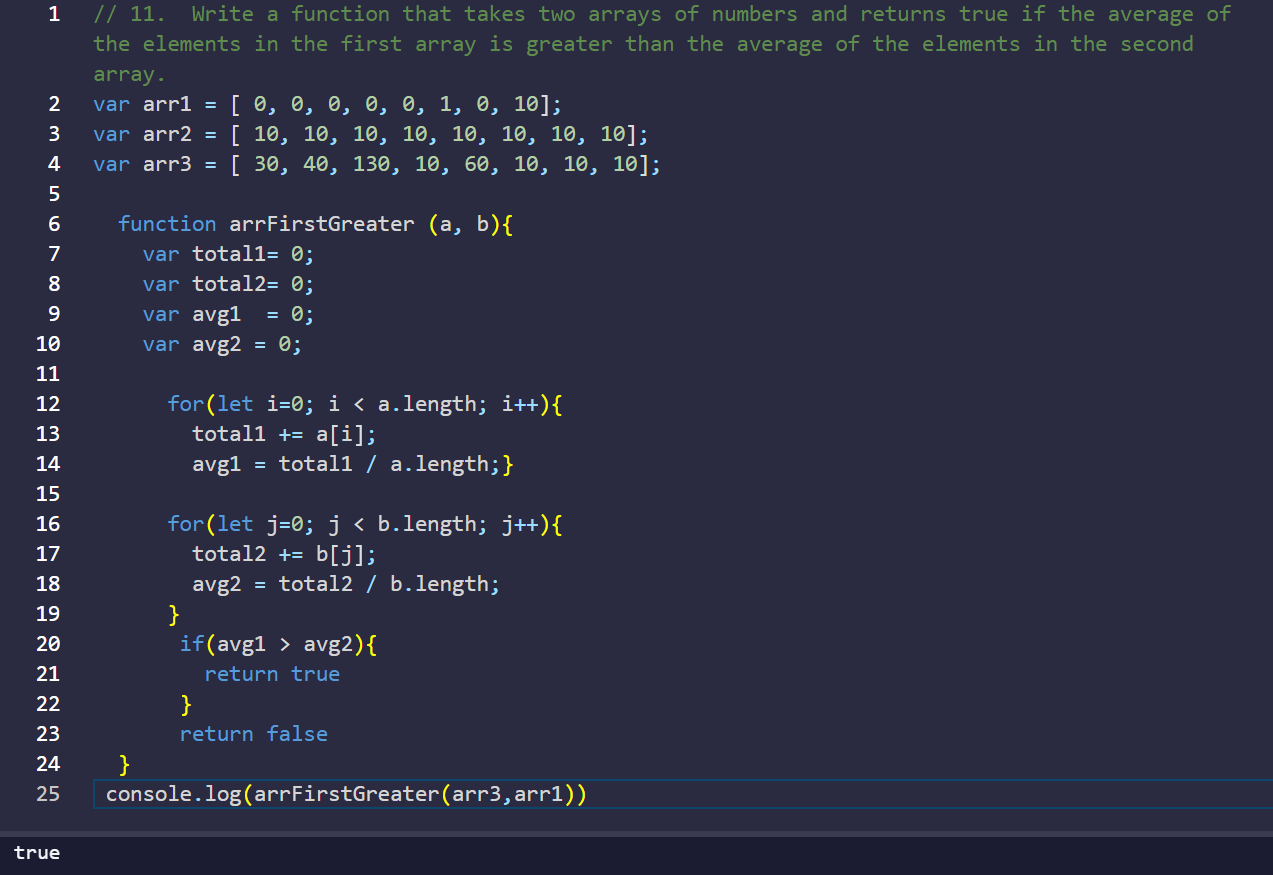 1 // 11.  Write a function that takes two arrays of numbers and returns true if the average of
the elements in the first array is greater than the average of the elements in the second
array.
2 var arr1 = [ 0, 0, 0, 0, 0, 1, 0, 10];
3 var arr2 = [ 10, 10, 10, 10, 10, 10, 10, 10];
4 var arr3 = [ 30, 40, 130, 10, 60, 10, 10, 10];
5
6   function arrFirstGreater (a, b){
7     var total1= 0;
8     var total2= 0;
9     var avg1  = 0;
10     var avg2 = 0;
11
12       for(let i=0; i < a.length; i++){
13         total1 += a[i];
14         avg1 = total1 / a.length;}
15
16       for(let j=0; j < b.length; j++){
17         total2 += b[j];
18         avg2 = total2 / b.length;
19       }
20        if(avg1 > avg2){
21          return true
22        }
23        return false
24   }
25  console.log(arrFirstGreater(arr3,arr1))
true